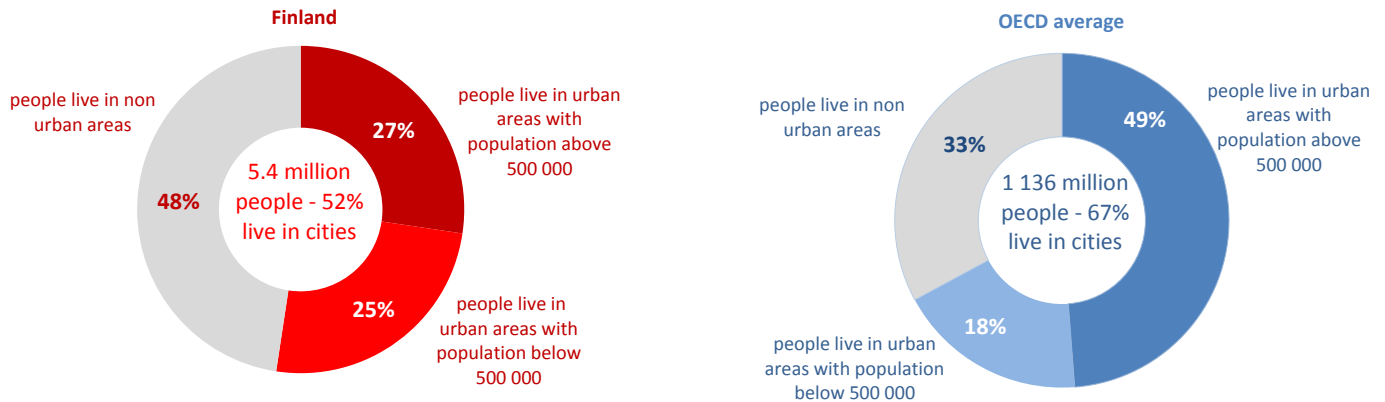 Finland
people live in non
urban areas
48%
27%
people live in urban
areas with
population above
500 000
5.4 million
people - 52%
live in cities
25%
people live in
urban areas with
population below
500 000
OECD average
people live in non
urban areas
33%
49%
people live in urban
areas with
population above
500 000
1 136 million
people - 67%
live in cities
18%
people live in urban
areas with population
below 500 000